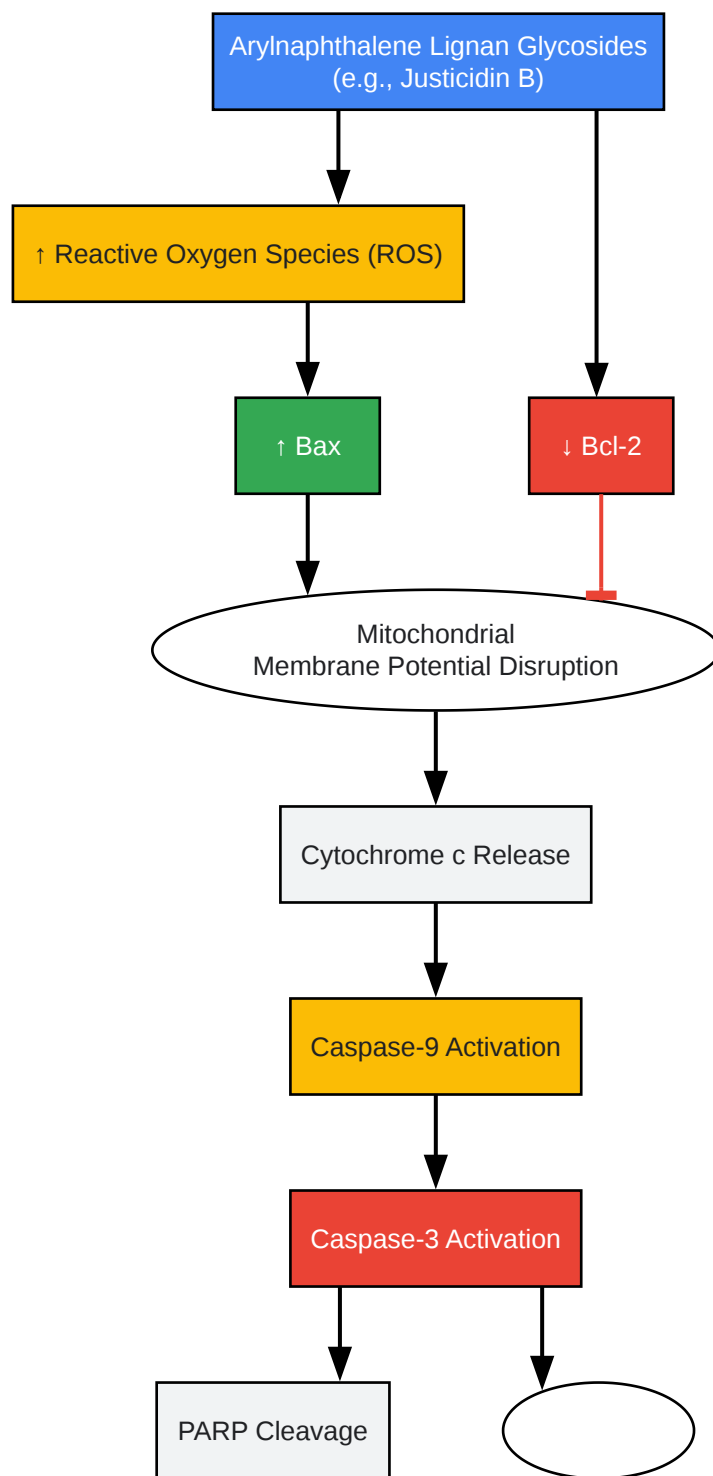 Arylnaphthalene Lignan Glycosides
(e.g., Justicidin B)
↑ Reactive Oxygen Species (ROS)
↑ Bax
↓ Bcl-2
Mitochondrial
Membrane Potential Disruption
Cytochrome c Release
Caspase-9 Activation
Caspase-3 Activation
PARP Cleavage